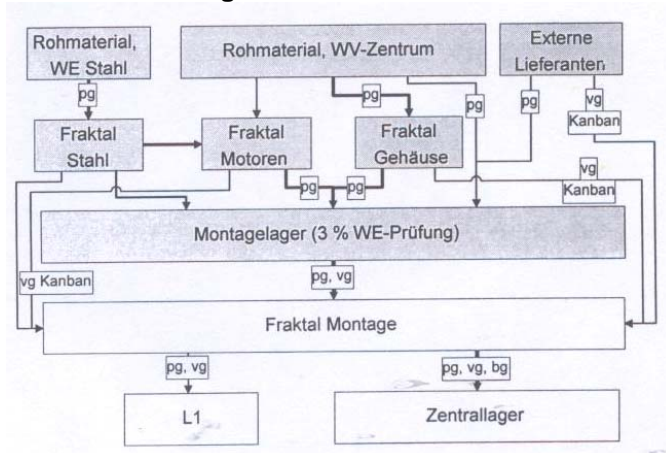 Rohmaterial,
WE Stahl
Rohmaterial, WV-Zentrum
Externe
Lieferanten
pg
pg
pg
pg
vg
Kanban
Fraktal
Stahl
Fraktal
Motoren
Fraktal
Gehäuse
vg
Kanban
pg
pg
Montagelager (3 % WE-Prüfung)
pg, vg
vg Kanban
Fraktal Montage
pg, vg
pg, vg, bg
L1
Zentrallager